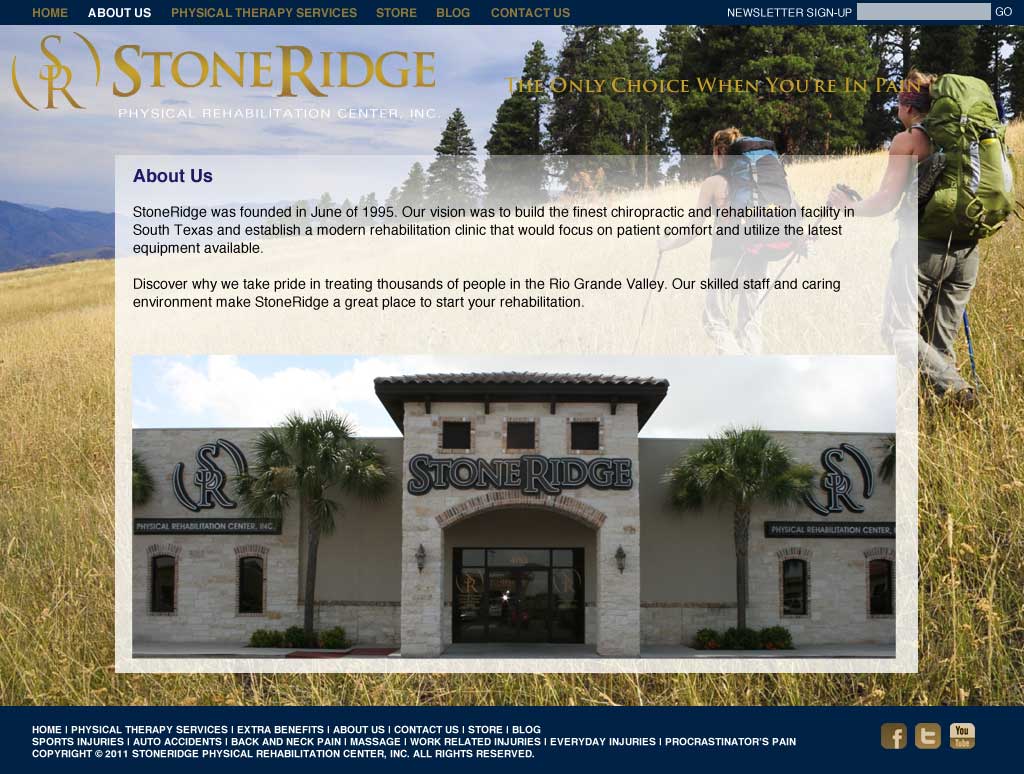 HOME ABOUT US PHYSICAL THERAPY SERVICES STORE BLOG CONTACT US NEWSLETTER SIGN-UP GO
SR STONERIDGE
PHYSICAL REHABILITATION CENTER, INC.
THE ONLY CHOICE WHEN YOU'RE IN PAIN
About Us
StoneRidge was founded in June of 1995. Our vision was to build the finest chiropractic and rehabilitation facility in
South Texas and establish a modern rehabilitation clinic that would focus on patient comfort and utilize the latest
equipment available.
Discover why we take pride in treating thousands of people in the Rio Grande Valley. Our skilled staff and caring
environment make StoneRidge a great place to start your rehabilitation.
SR STONERIDGE SR
PHYSICAL REHABILITATION CENTER, INC. PHYSICAL REHABILITATION CENTER,
HOME | PHYSICAL THERAPY SERVICES | EXTRA BENEFITS | ABOUT US | CONTACT US | STORE | BLOG
SPORTS INJURIES | AUTO ACCIDENTS | BACK AND NECK PAIN | MASSAGE | WORK RELATED INJURIES | EVERYDAY INJURIES | PROCRASTINATOR'S PAIN
COPYRIGHT © 2011 STONERIDGE PHYSICAL REHABILITATION CENTER, INC. ALL RIGHTS RESERVED.
f t You Tube